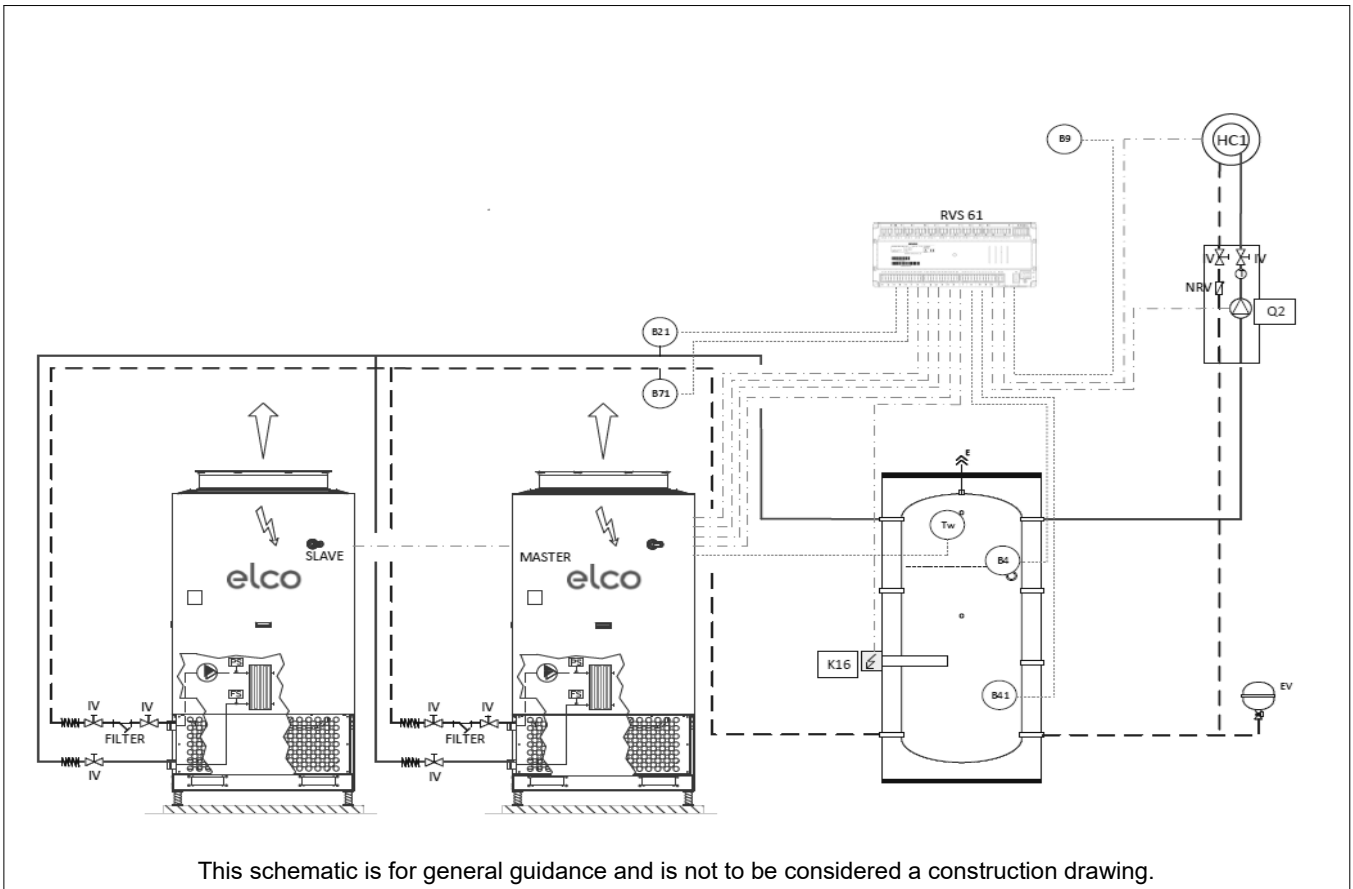 HC1
B9
RVS 61
IV
IV
NRV
Q2
B21
B71
E
Tw
SLAVE
MASTER
B4
elco
elco
K16
PS
PS
B41
EV
FS
FS
IV
IV
IV
IV
FILTER
FILTER
IV
IV
This schematic is for general guidance and is not to be considered a construction drawing.